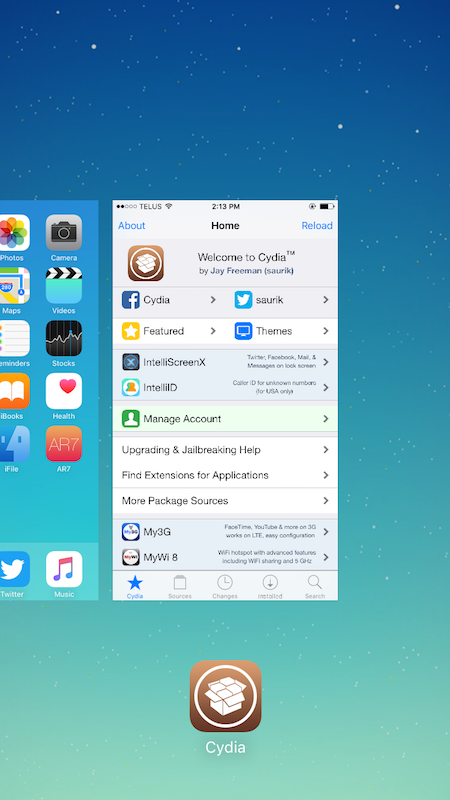 Photos
Camera
280
Maps
Videos
eminders
Stocks
iBooks
Health
iFile
AR7
AR7
Twitter
Music
TELUS
2:13 PM
About
Home
Reload
Welcome to Cydia™
by Jay Freeman (saurik)
Cydia
saurik
Featured
Themes
IntelliScreenX
Twitter, Facebook, Mail, &
Messages on lock screen
IntelliID
Caller ID for unknown numbers
(for USA only)
Manage Account
Upgrading & Jailbreaking Help
Find Extensions for Applications
More Package Sources
My3G
My3G
FaceTime, YouTube & more on 3G
works on LTE, easy configuration
MyWi
MyWi 8
WiFi hotspot with advanced features
including WiFi sharing and 5 GHz
Cydia
Sources
Changes
Installed
Search
Cydia